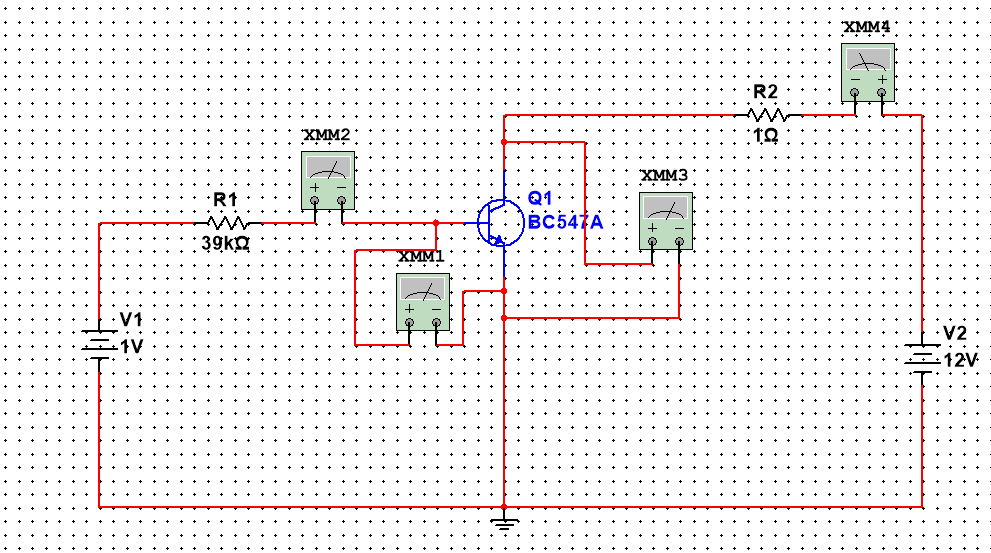 XMM4
R2
1Ω
XMM2
XMM3
R1
39kΩ
Q1
BC547A
XMM1
V1
1V
V2
12V